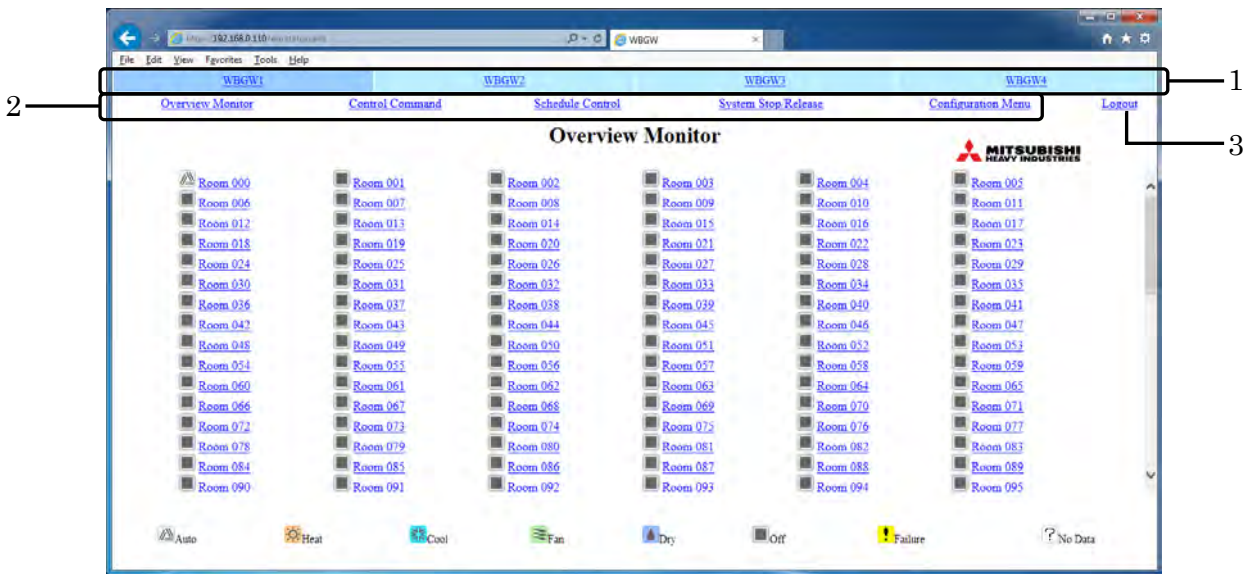 192.168.0.110
WBGW
File Edit View Favorites Tools Help
WBGW1 WBGW2 WBGW3 WBGW4
1
2
Overview Monitor Control Command Schedule Control System Stop/Release Configuration Menu Logout
Overview Monitor
3
MITSUBISHI
HEAVY INDUSTRIES
Room 000 Room 001 Room 002 Room 003 Room 004 Room 005
Room 006 Room 007 Room 008 Room 009 Room 010 Room 011
Room 012 Room 013 Room 014 Room 015 Room 016 Room 017
Room 018 Room 019 Room 020 Room 021 Room 022 Room 023
Room 024 Room 025 Room 026 Room 027 Room 028 Room 029
Room 030 Room 031 Room 032 Room 033 Room 034 Room 035
Room 036 Room 037 Room 038 Room 039 Room 040 Room 041
Room 042 Room 043 Room 044 Room 045 Room 046 Room 047
Room 048 Room 049 Room 050 Room 051 Room 052 Room 053
Room 054 Room 055 Room 056 Room 057 Room 058 Room 059
Room 060 Room 061 Room 062 Room 063 Room 064 Room 065
Room 066 Room 067 Room 068 Room 069 Room 070 Room 071
Room 072 Room 073 Room 074 Room 075 Room 076 Room 077
Room 078 Room 079 Room 080 Room 081 Room 082 Room 083
Room 084 Room 085 Room 086 Room 087 Room 088 Room 089
Room 090 Room 091 Room 092 Room 093 Room 094 Room 095
Auto Heat Cool Fan Dry Off ! Failure ? No Data